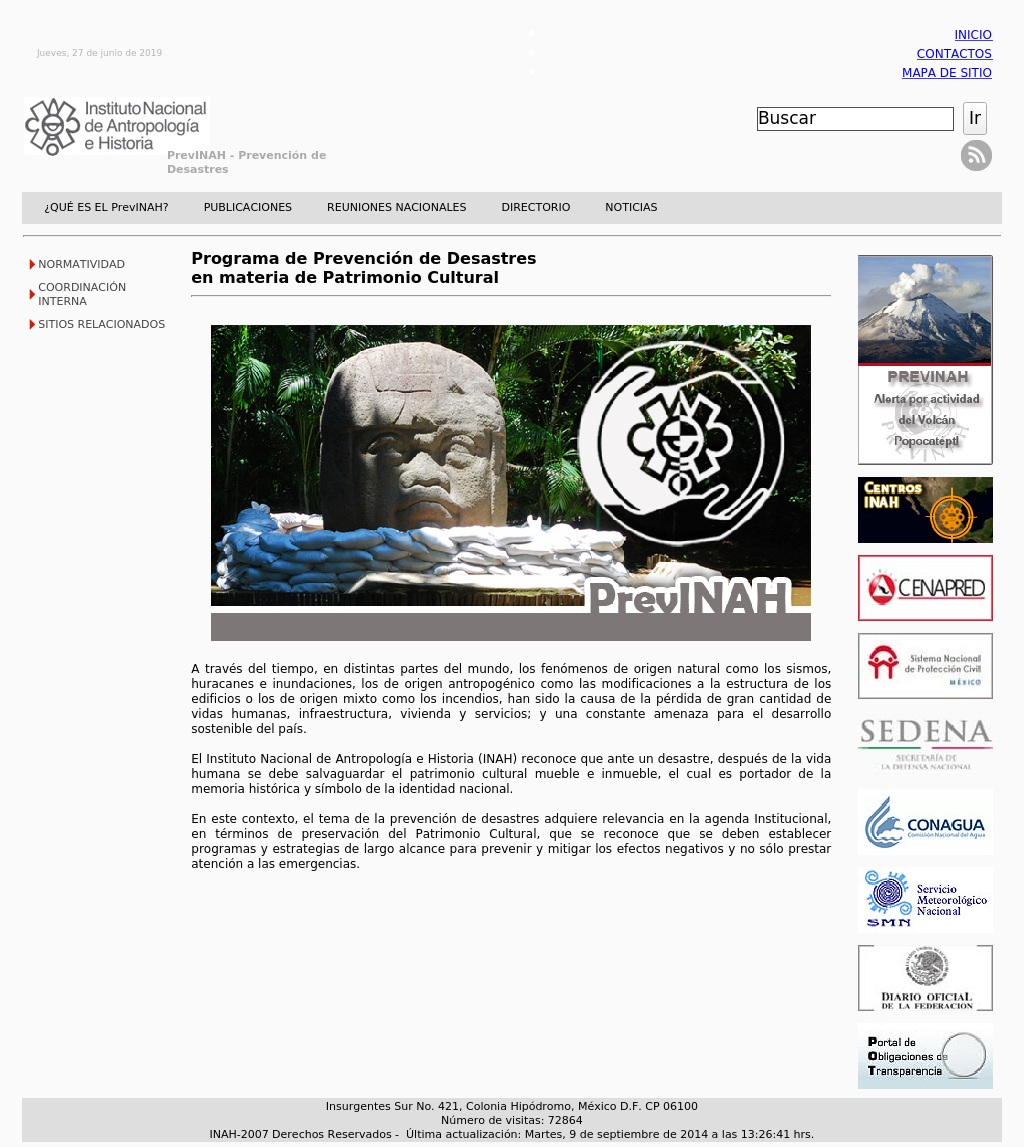 INICIO
Jueves, 27 de junio de 2019
CONTACTOS
MAPA DE SITIO
Instituto Nacional
de Antropología
e Historia
Buscar
Ir
PrevINAH - Prevención de
Desastres
¿QUÉ ES EL PrevINAH? PUBLICACIONES REUNIONES NACIONALES DIRECTORIO NOTICIAS
NORMATIVIDAD
COORDINACIÓN
INTERNA
SITIOS RELACIONADOS
Programa de Prevención de Desastres
en materia de Patrimonio Cultural
PrevINAH
A través del tiempo, en distintas partes del mundo, los fenómenos de origen natural como los sismos,
huracanes e inundaciones, los de origen antropogénico como las modificaciones a la estructura de los
edificios o los de origen mixto como los incendios, han sido la causa de la pérdida de gran cantidad de
vidas humanas, infraestructura, vivienda y servicios; y una constante amenaza para el desarrollo
sostenible del país.
El Instituto Nacional de Antropología e Historia (INAH) reconoce que ante un desastre, después de la vida
humana se debe salvaguardar el patrimonio cultural mueble e inmueble, el cual es portador de la
memoria histórica y símbolo de la identidad nacional.
En este contexto, el tema de la prevención de desastres adquiere relevancia en la agenda Institucional,
en términos de preservación del Patrimonio Cultural, que se reconoce que se deben establecer
programas y estrategias de largo alcance para prevenir y mitigar los efectos negativos y no sólo prestar
atención a las emergencias.
PREVINAH
Alerta por actividad
del Volcán
Popocatéptl
CENTROS
INAH
CENAPRED
Sistema Nacional
de Protección Civil
MÉXICO
SEDENA
SECRETARÍA DE
LA DEFENSA NACIONAL
CONAGUA
Comisión Nacional del Agua
Servicio
Meteorológico
Nacional
SMN
DIARIO OFICIAL
DE LA FEDERACION
Portal de
Obligaciones de
Transparencia
Insurgentes Sur No. 421, Colonia Hipódromo, México D.F. CP 06100
Número de visitas: 72864
INAH-2007 Derechos Reservados - Última actualización: Martes, 9 de septiembre de 2014 a las 13:26:41 hrs.